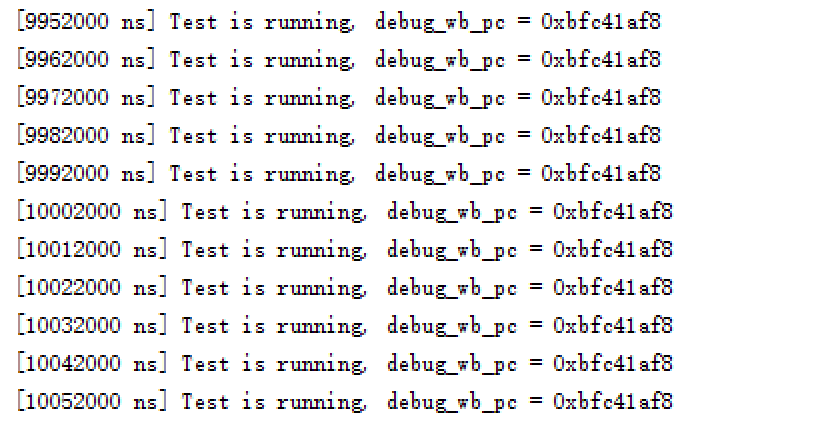 [9952000 ns] Test is running, debug_wb_pc = 0xbfc41af8
[9962000 ns] Test is running, debug_wb_pc = 0xbfc41af8
[9972000 ns] Test is running, debug_wb_pc = 0xbfc41af8
[9982000 ns] Test is running, debug_wb_pc = 0xbfc41af8
[9992000 ns] Test is running, debug_wb_pc = 0xbfc41af8
[10002000 ns] Test is running, debug_wb_pc = 0xbfc41af8
[10012000 ns] Test is running, debug_wb_pc = 0xbfc41af8
[10022000 ns] Test is running, debug_wb_pc = 0xbfc41af8
[10032000 ns] Test is running, debug_wb_pc = 0xbfc41af8
[10042000 ns] Test is running, debug_wb_pc = 0xbfc41af8
[10052000 ns] Test is running, debug_wb_pc = 0xbfc41af8